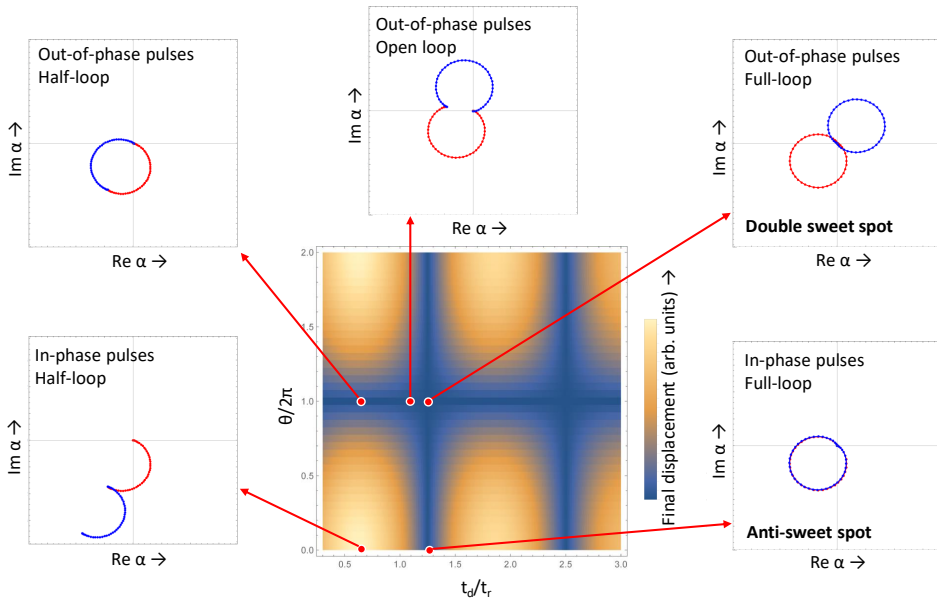 Out-of-phase pulses
Half-loop
Im α →
Re α →
Out-of-phase pulses
Open loop
Im α →
Re α →
Out-of-phase pulses
Full-loop
Double sweet spot
Im α →
Re α →
In-phase pulses
Half-loop
Im α →
Re α →
2.0
1.5
1.0
0.5
0.0
θ/2π
0.5 1.0 1.5 2.0 2.5 3.0
t_d/t_r
Final displacement (arb. units) →
In-phase pulses
Full-loop
Anti-sweet spot
Im α →
Re α →